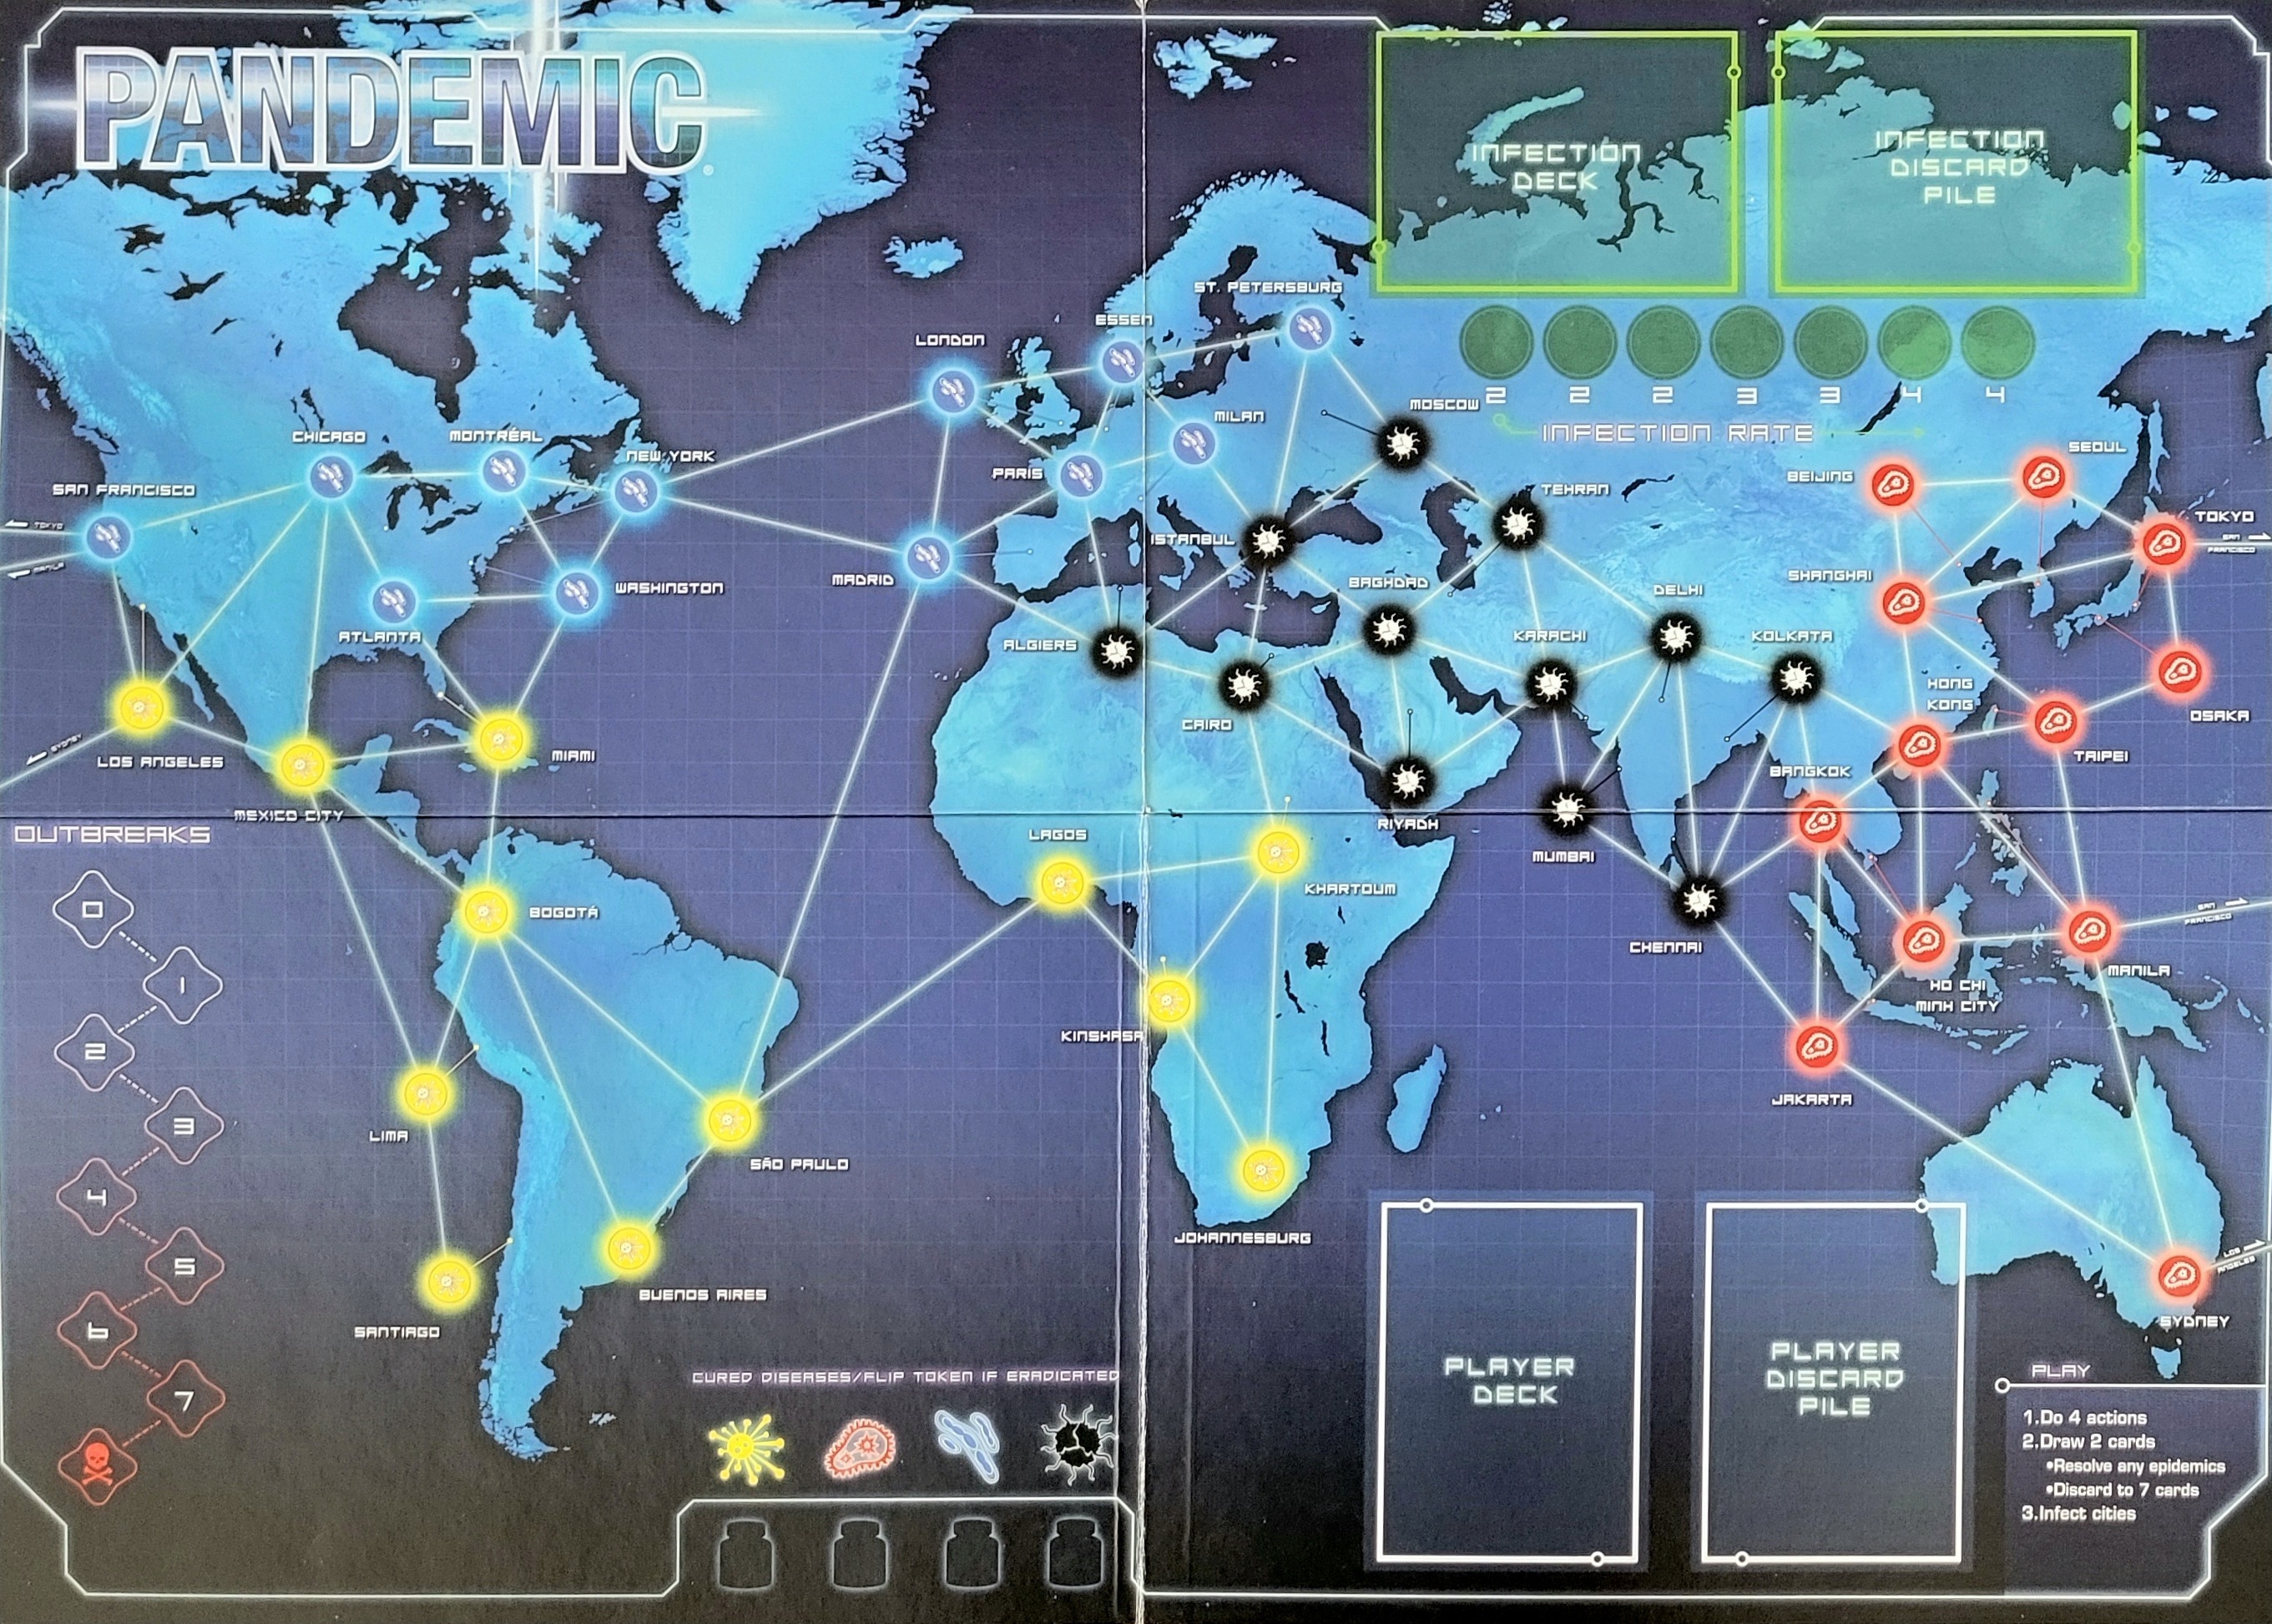 PANDEMIC
INFECTION
DECK
INFECTION
DISCARD
PILE
ST. PETERSBURG
ESSEN
LONDON
2 2 2 3 3 4 4
INFECTION RATE
MOSCOW
MILAN
CHICAGO
MONTRÉAL
NEW YORK
PARIS
SEOUL
BEIJING
SAN FRANCISCO
TEHRAN
TOKYO
TOKYO
SAN
FRANCISCO
MANILA
ISTANBUL
MADRID
WASHINGTON
BAGHDAD
DELHI
SHANGHAI
ATLANTA
ALGIERS
KARACHI
KOLKATA
HONG
KONG
CAIRO
OSAKA
SYDNEY
LOS ANGELES
MIAMI
TAIPEI
BANGKOK
MEXICO CITY
RIYADH
OUTBREAKS
LAGOS
MUMBAI
KHARTOUM
0
BOGOTÁ
SAN
FRANCISCO
CHENNAI
MANILA
1
HO CHI
MINH CITY
KINSHASA
2
JAKARTA
3
LIMA
SÃO PAULO
4
JOHANNESBURG
5
LOS
ANGELES
BUENOS AIRES
SANTIAGO
6
SYDNEY
7
CURED DISEASES/FLIP TOKEN IF ERADICATED
PLAYER
DECK
PLAYER
DISCARD
PILE
PLAY
1.Do 4 actions
2.Draw 2 cards
•Resolve any epidemics
•Discard to 7 cards
3.Infect cities